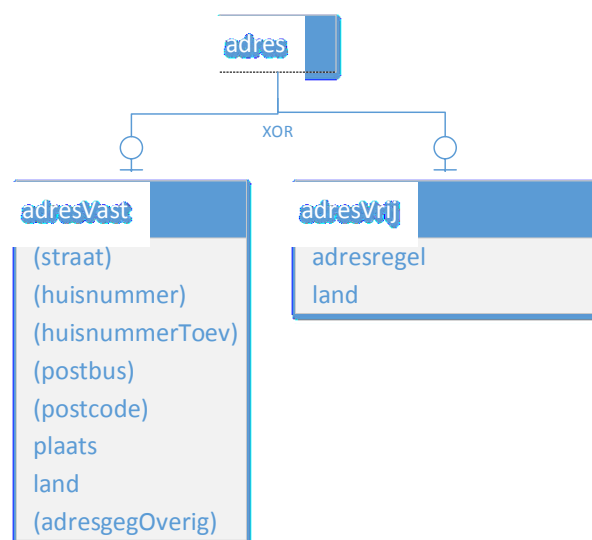 adres
XOR
adresVast
(straat)
(huisnummer)
(huisnummerToev)
(postbus)
(postcode)
plaats
land
(adresgegOverig)
adresVrij
adresregel
land